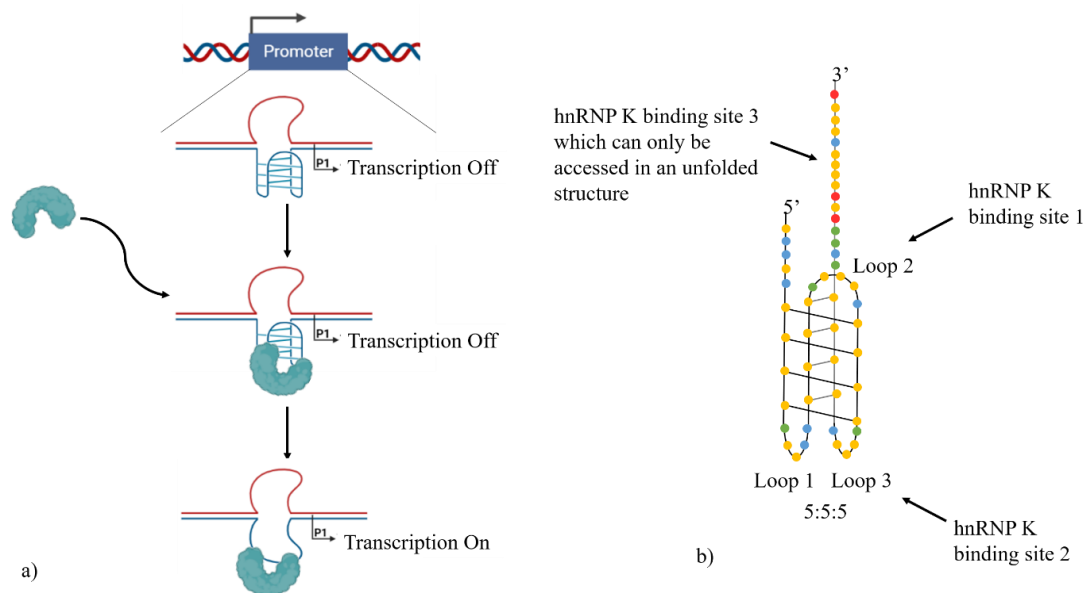 Promoter
P1
Transcription Off
P1
Transcription Off
P1
Transcription On
a)
3’
hnRNP K binding site 3
which can only be
accessed in an unfolded
structure
5’
hnRNP K
binding site 1
Loop 2
Loop 1
Loop 3
5:5:5
hnRNP K
binding site 2
b)